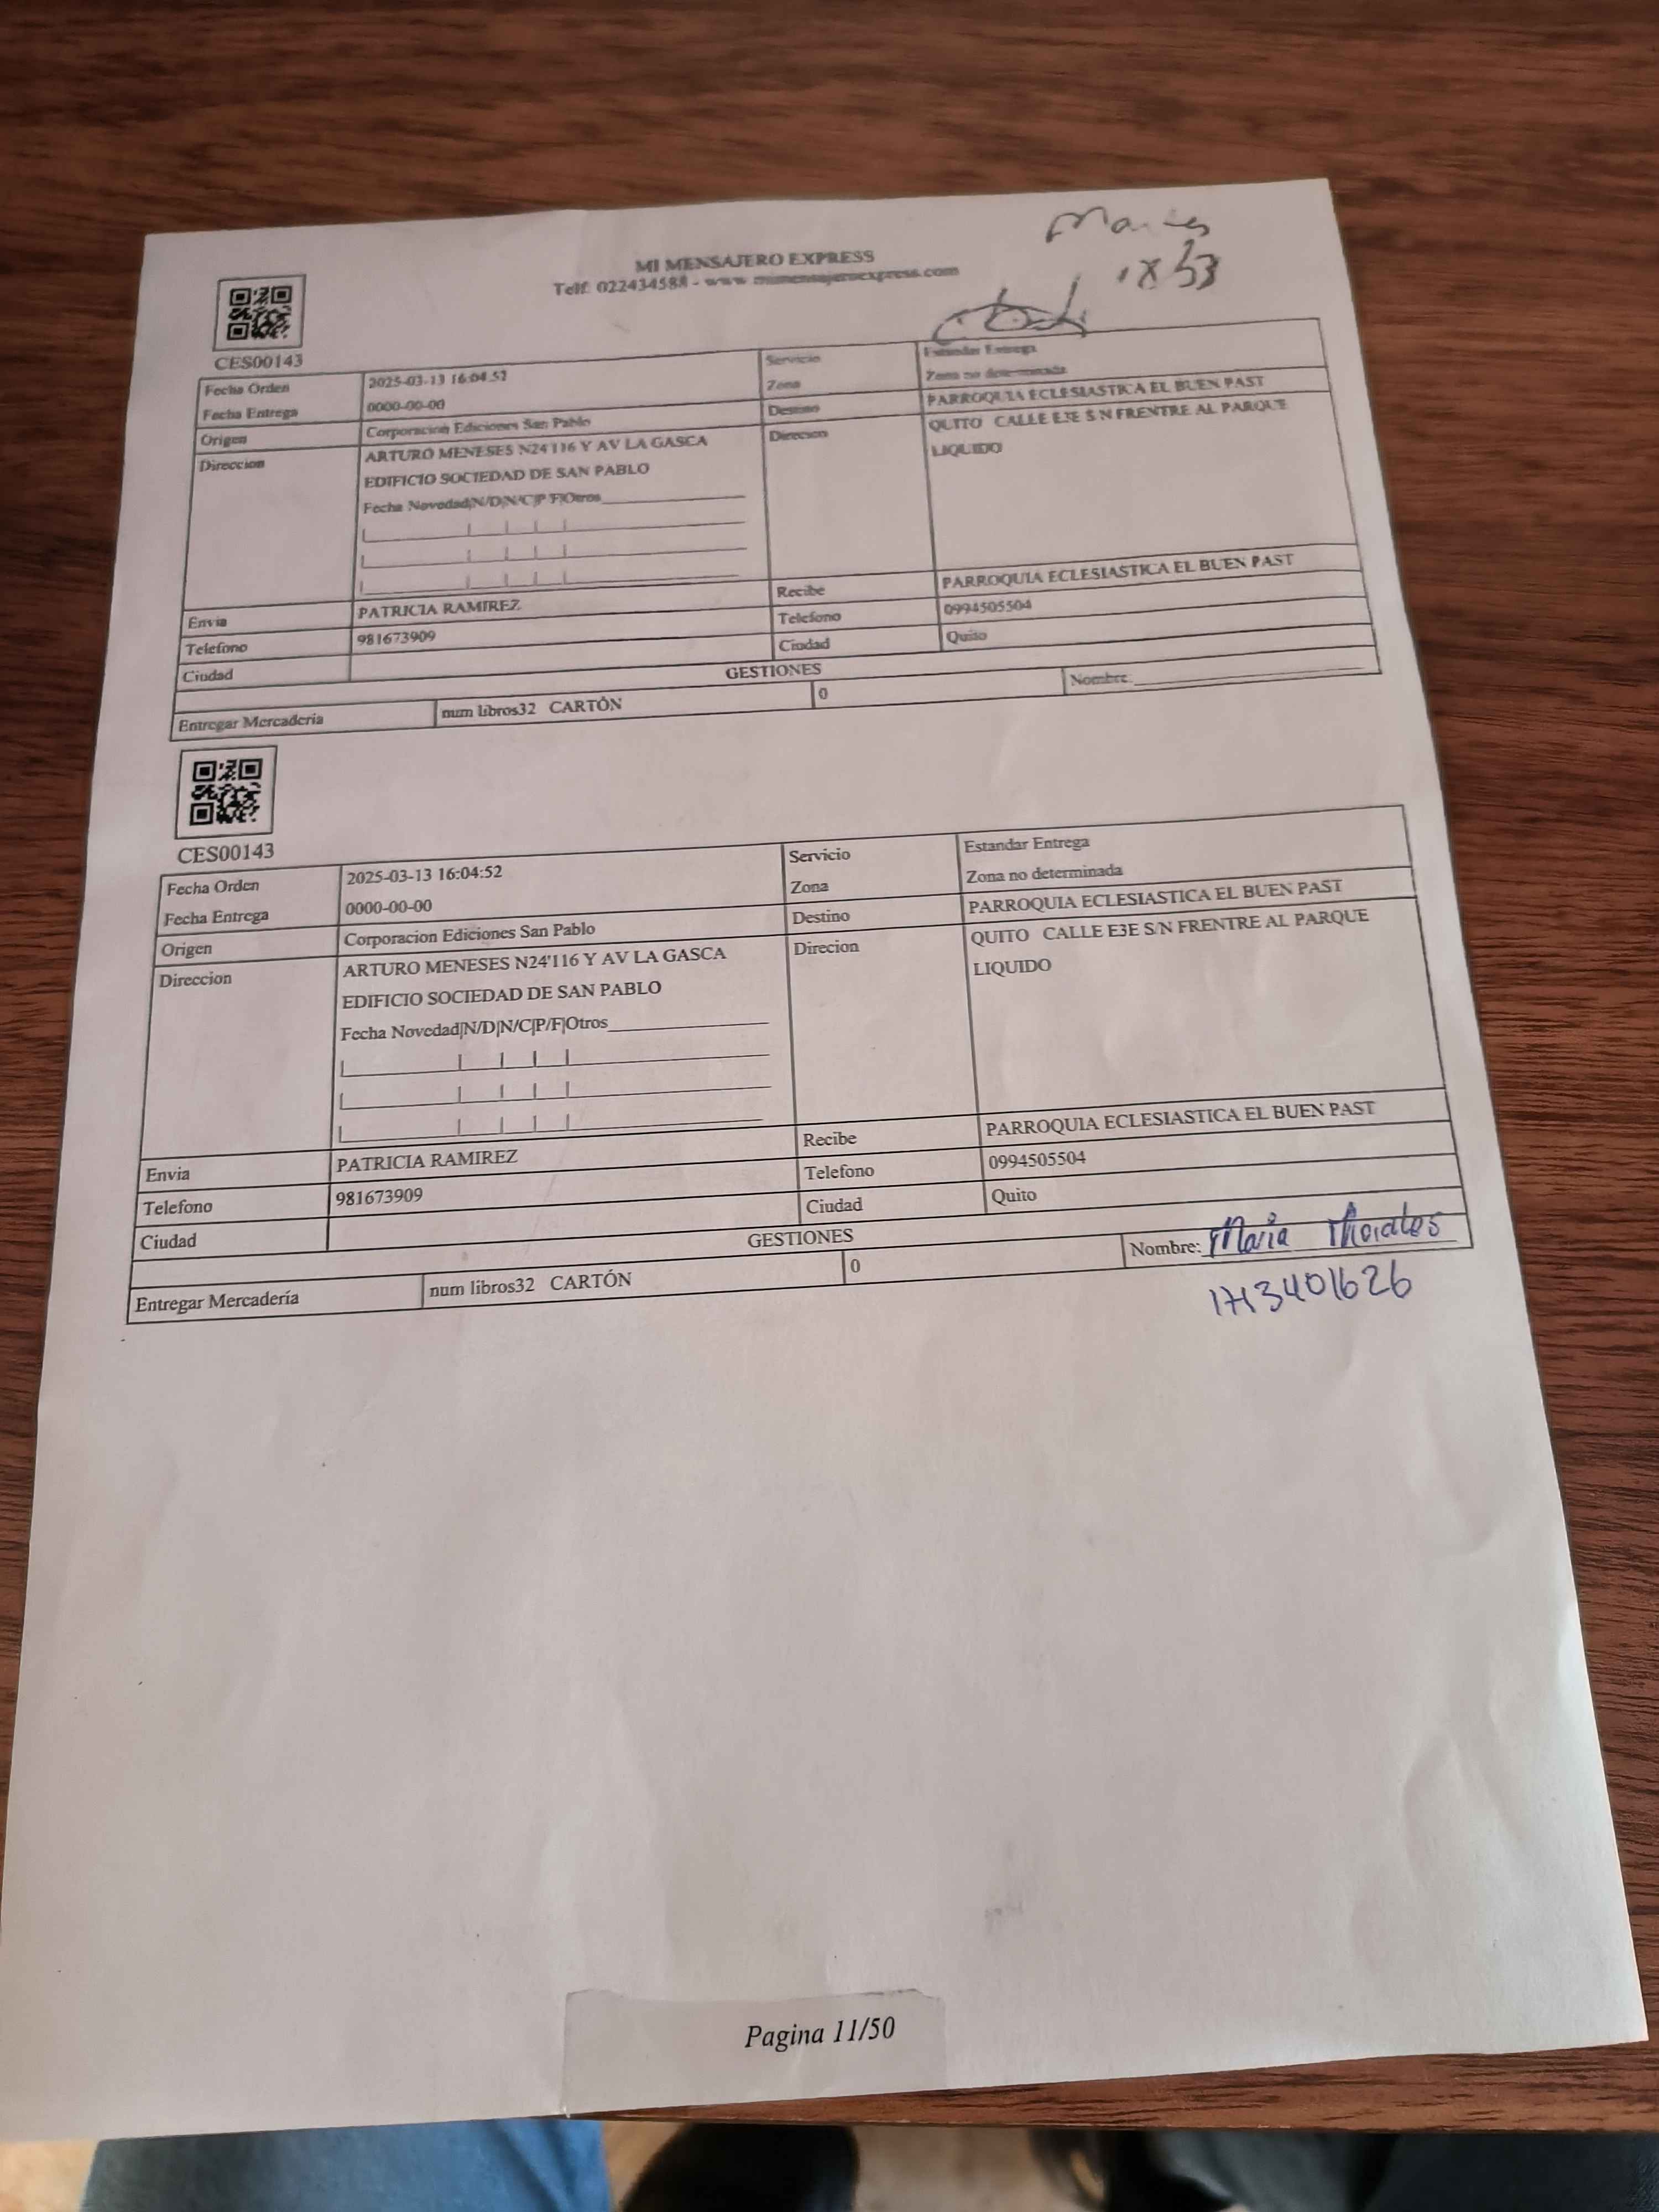 MI MENSAJERO EXPRESS
Telf: 022434588 - www.mimensajeroexpress.com
CES00143
Fecha Orden 2025-03-13 16:04:52 Servicio Estandar Entrega
Fecha Entrega 0000-00-00 Zona Zona no determinada
Origen Corporacion Ediciones San Pablo Destino PARROQUIA ECLESIASTICA EL BUEN PAST
Direccion ARTURO MENESES N24'116 Y AV LA GASCA Direcion QUITO CALLE E3E S/N FRENTRE AL PARQUE
EDIFICIO SOCIEDAD DE SAN PABLO LIQUIDO
Fecha Novedad|N/D|N/C|P/F|Otros
Recibe PARROQUIA ECLESIASTICA EL BUEN PAST
Envia PATRICIA RAMIREZ Telefono 0994505504
Telefono 981673909 Ciudad Quito
Ciudad
GESTIONES
Entregar Mercaderia num libros32 CARTÓN 0 Nombre:
CES00143
Fecha Orden 2025-03-13 16:04:52 Servicio Estandar Entrega
Fecha Entrega 0000-00-00 Zona Zona no determinada
Origen Corporacion Ediciones San Pablo Destino PARROQUIA ECLESIASTICA EL BUEN PAST
Direccion ARTURO MENESES N24'116 Y AV LA GASCA Direcion QUITO CALLE E3E S/N FRENTRE AL PARQUE
EDIFICIO SOCIEDAD DE SAN PABLO LIQUIDO
Fecha Novedad|N/D|N/C|P/F|Otros
Recibe PARROQUIA ECLESIASTICA EL BUEN PAST
Envia PATRICIA RAMIREZ Telefono 0994505504
Telefono 981673909 Ciudad Quito
Ciudad
GESTIONES
Entregar Mercadería num libros32 CARTÓN 0 Nombre: Maria Morales
1713401626
Pagina 11/50